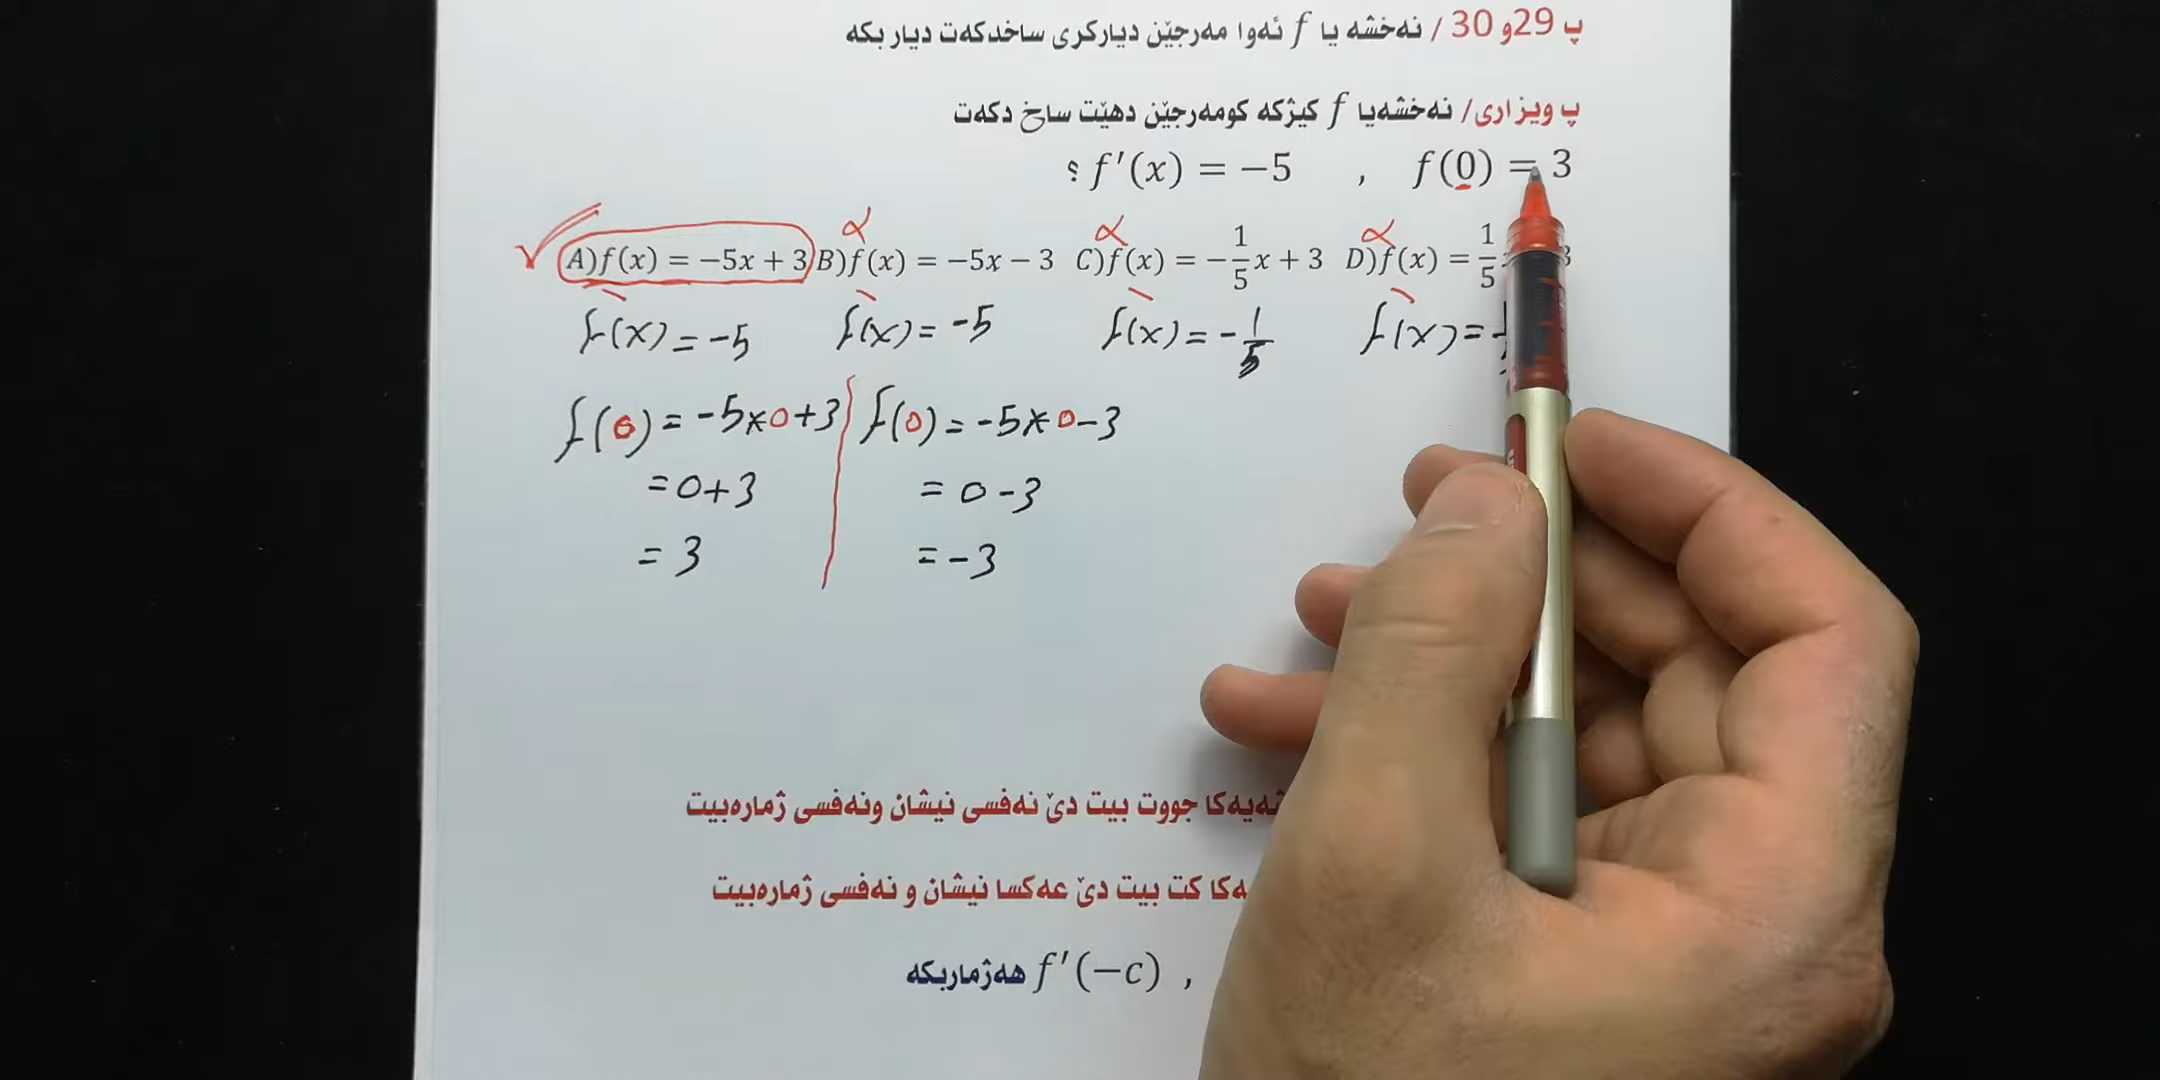 پ 29و 30 / نەخشە یا f ئەوا مەرجێن دیارکری ساخدکەت دیار بکە
پ ویزاری/ نەخشەیا f کیژکە کومەرجێن دهێت ساخ دکەت
f(0) = 3 , f′(x) = −5 ؟
A)f(x) = −5x + 3 B)f(x) = −5x − 3 C)f(x) = −1/5x + 3 D)f(x) = 1/5
f′(x) = -5 f′(x) = -5 f′(x) = -1/5 f′(x) =
f(0) = -5*0+3 f(0) = -5*0-3
= 0+3 = 0-3
= 3 = -3
جووت بیت دێ نەفسی نیشان ونەفسی ژمارەبیت
کت بیت دێ عەکسا نیشان و نەفسی ژمارەبیت
, f′(−c) هەژماربکە